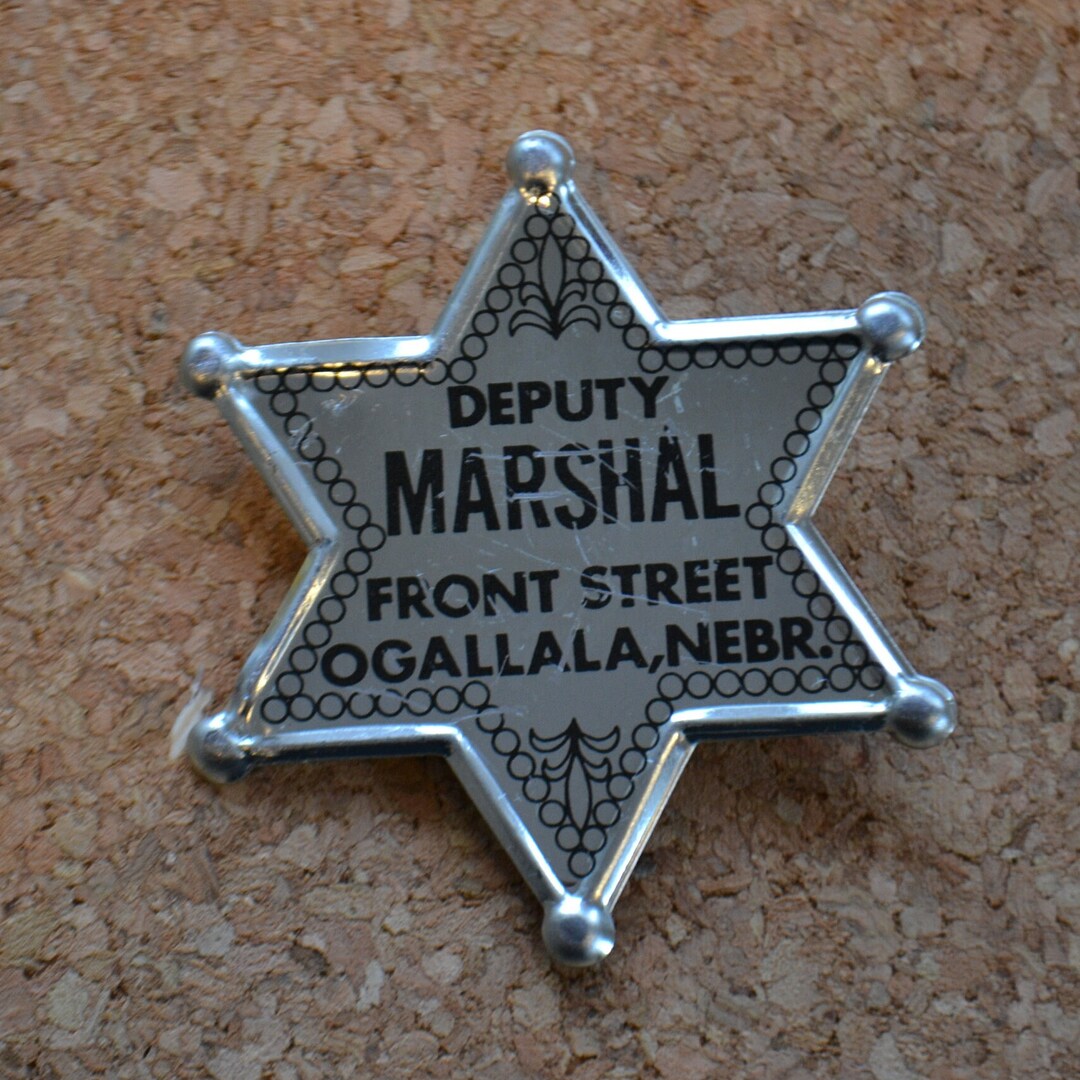 DEPUTY
MARSHAL
FRONT STREET
OGALLALA, NEBR.